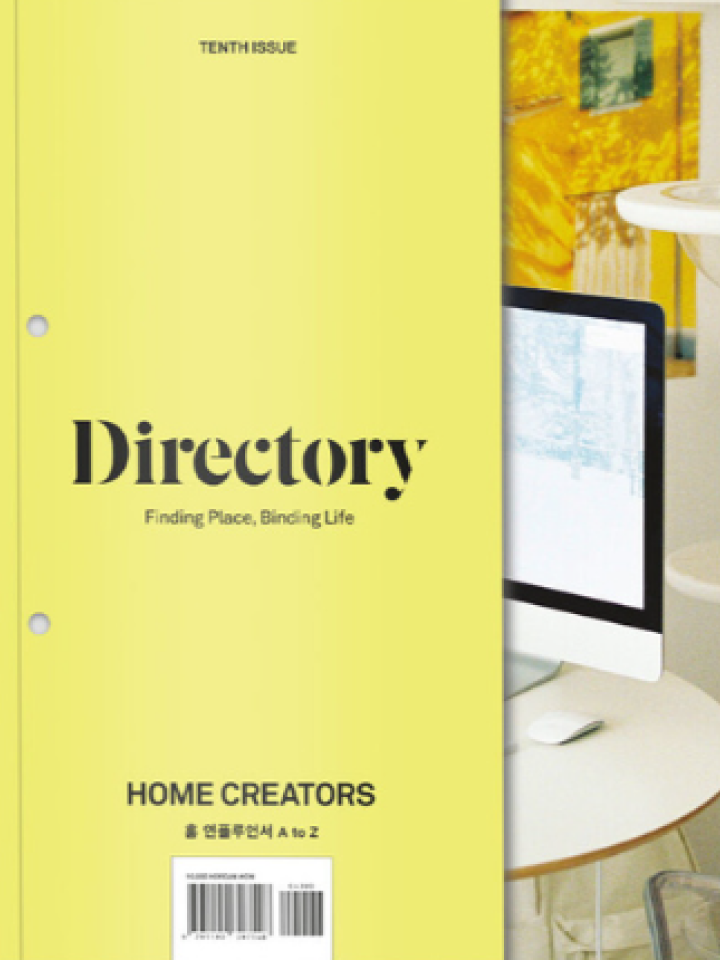 TENTH ISSUE
Directory
Finding Place, Binding Life
HOME CREATORS
홈 인플루언서 A to Z